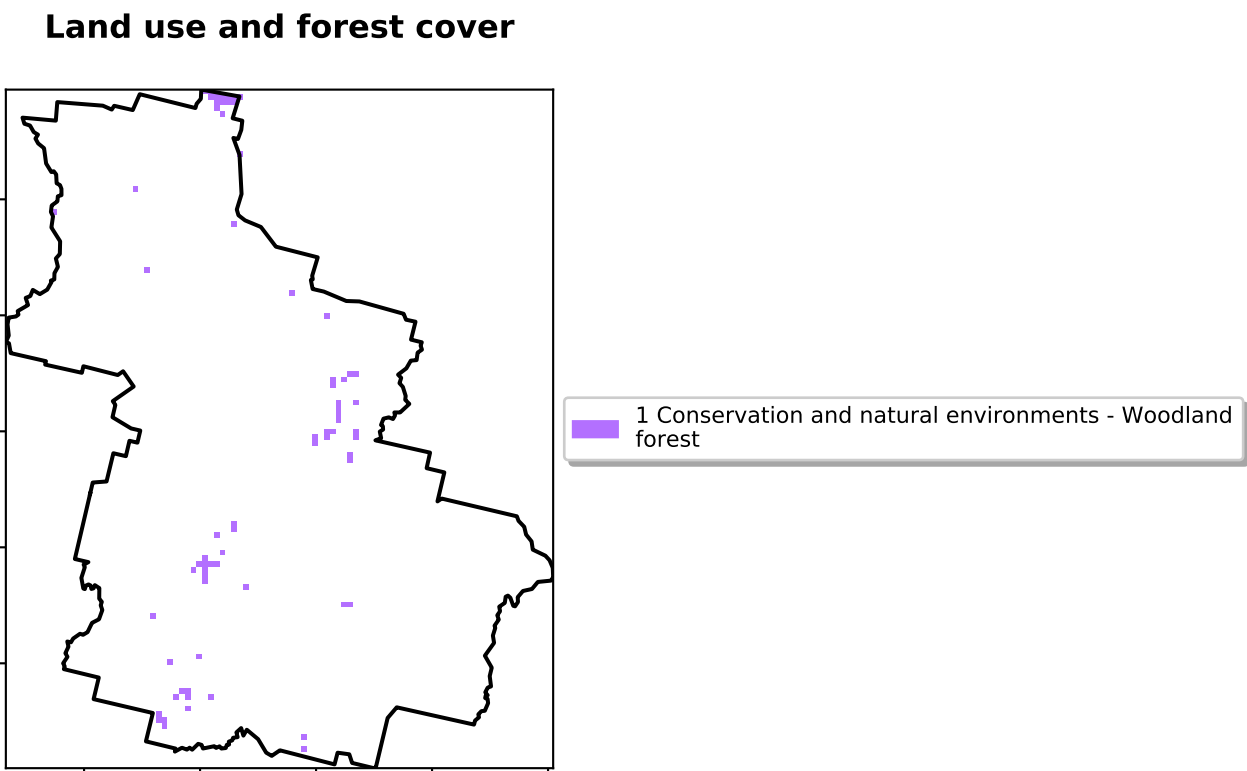 Land use and forest cover
1 Conservation and natural environments - Woodland
forest